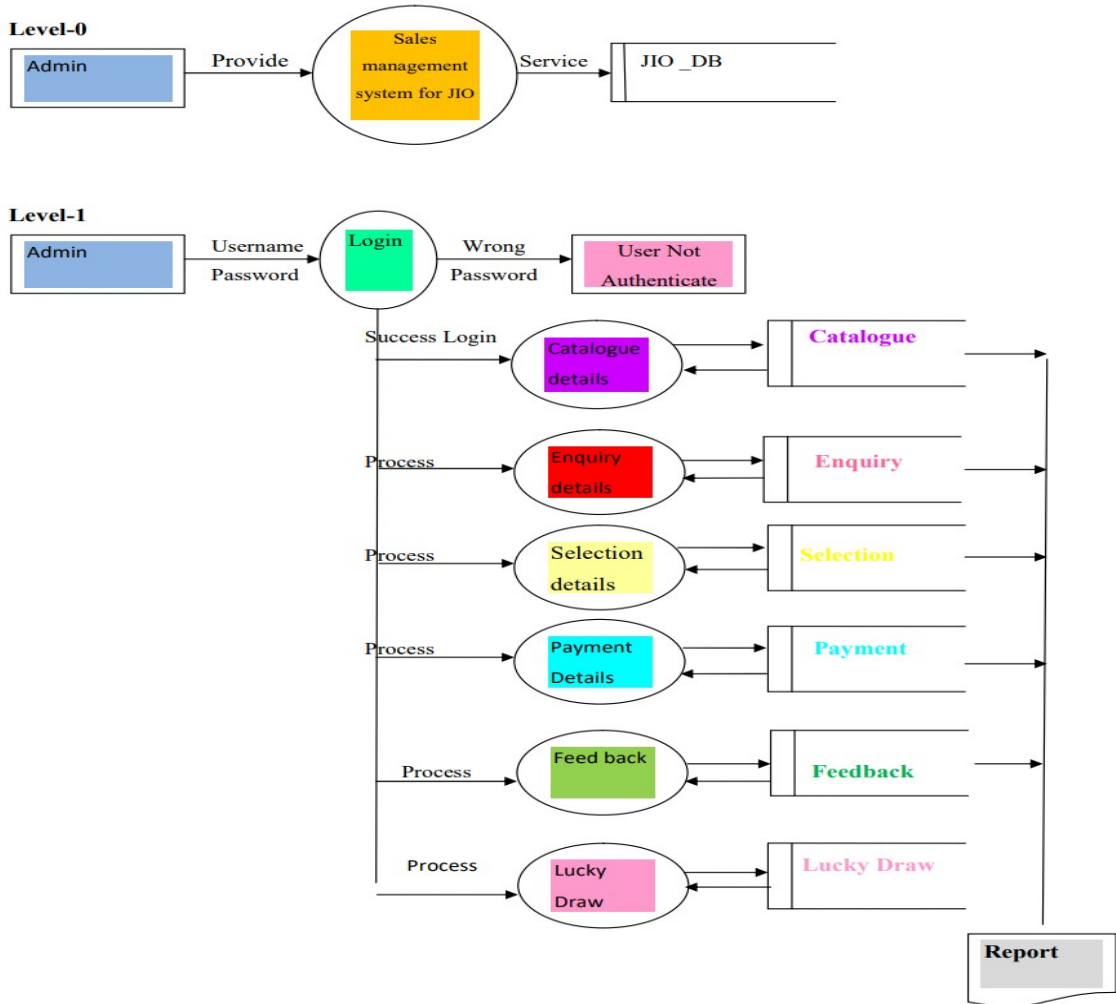 Level-0
Admin
Provide
Sales
management
system for JIO
Service
JIO _DB
Level-1
Admin
Username
Password
Login
Wrong
Password
User Not
Authenticate
Success Login
Catalogue
details
Catalogue
Process
Enquiry
details
Enquiry
Process
Selection
details
Selection
Process
Payment
Details
Payment
Process
Feed back
Feedback
Process
Lucky
Draw
Lucky Draw
Report